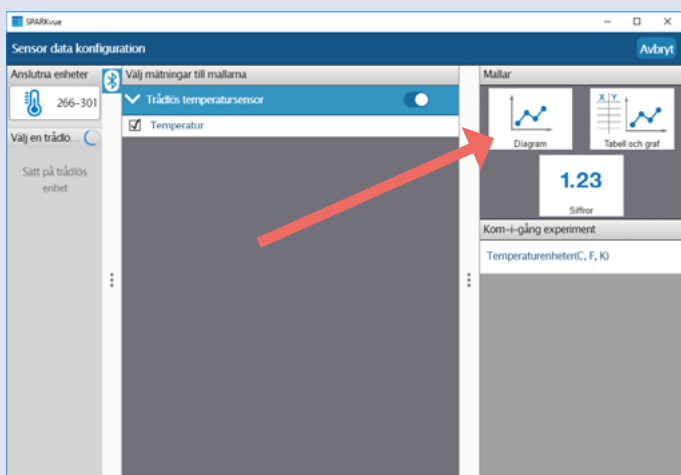 SPARKvue
Sensor data konfiguration
Avbryt
Anslutna enheter
266-301
Välj en trådlö...
Sätt på trådlös
enhet
Välj mätningar till mallarna
Trådlös temperatursensor
Temperatur
Mallar
X Y
Diagram
Tabell och graf
1.23
Siffror
Kom-i-gång experiment
Temperaturenheter(C, F, K)